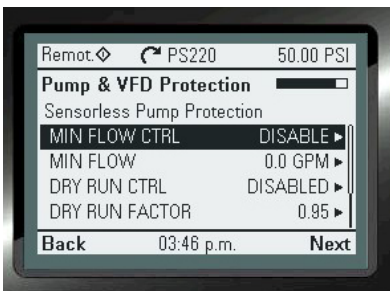 Remot. PS220 50.00 PSI
Pump & VFD Protection
Sensorless Pump Protection
MIN FLOW CTRL DISABLE
MIN FLOW 0.0 GPM
DRY RUN CTRL DISABLED
DRY RUN FACTOR 0.95
Back 03:46 p.m. Next